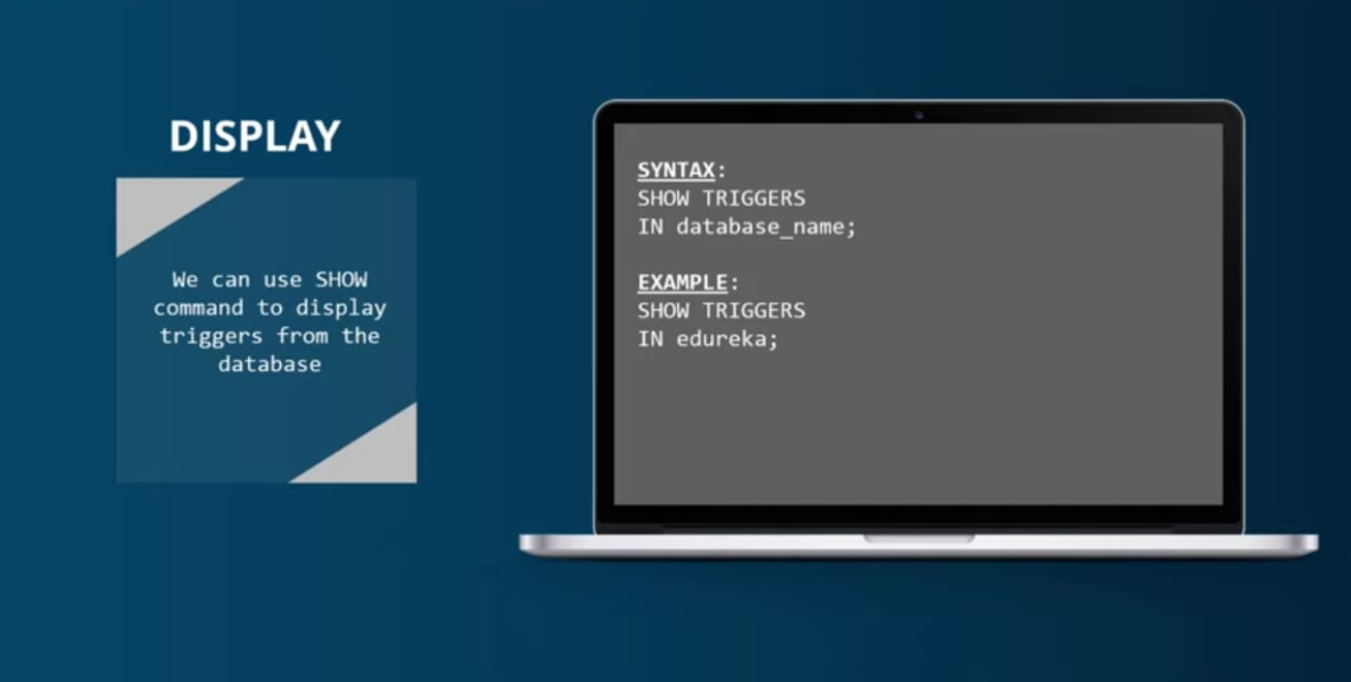 DISPLAY
We can use SHOW
command to display
triggers from the
database
SYNTAX:
SHOW TRIGGERS
IN database_name;
EXAMPLE:
SHOW TRIGGERS
IN edureka;